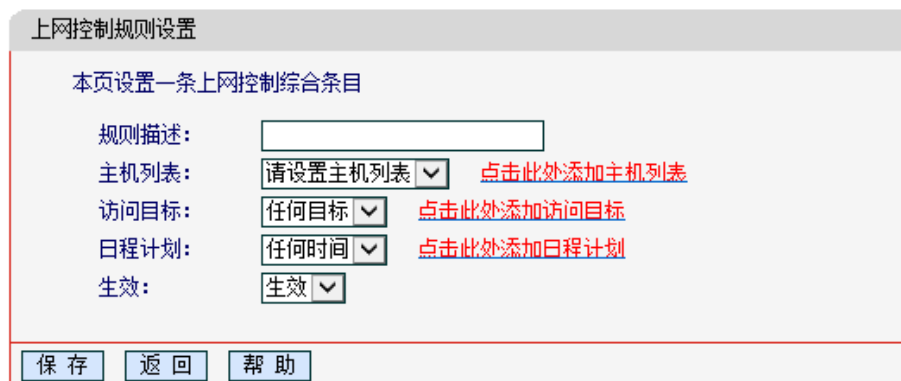 上网控制规则设置
本页设置一条上网控制综合条目
规则描述：
主机列表： 请设置主机列表 点击此处添加主机列表
访问目标： 任何目标 点击此处添加访问目标
日程计划： 任何时间 点击此处添加日程计划
生效： 生效
保 存 返 回 帮 助